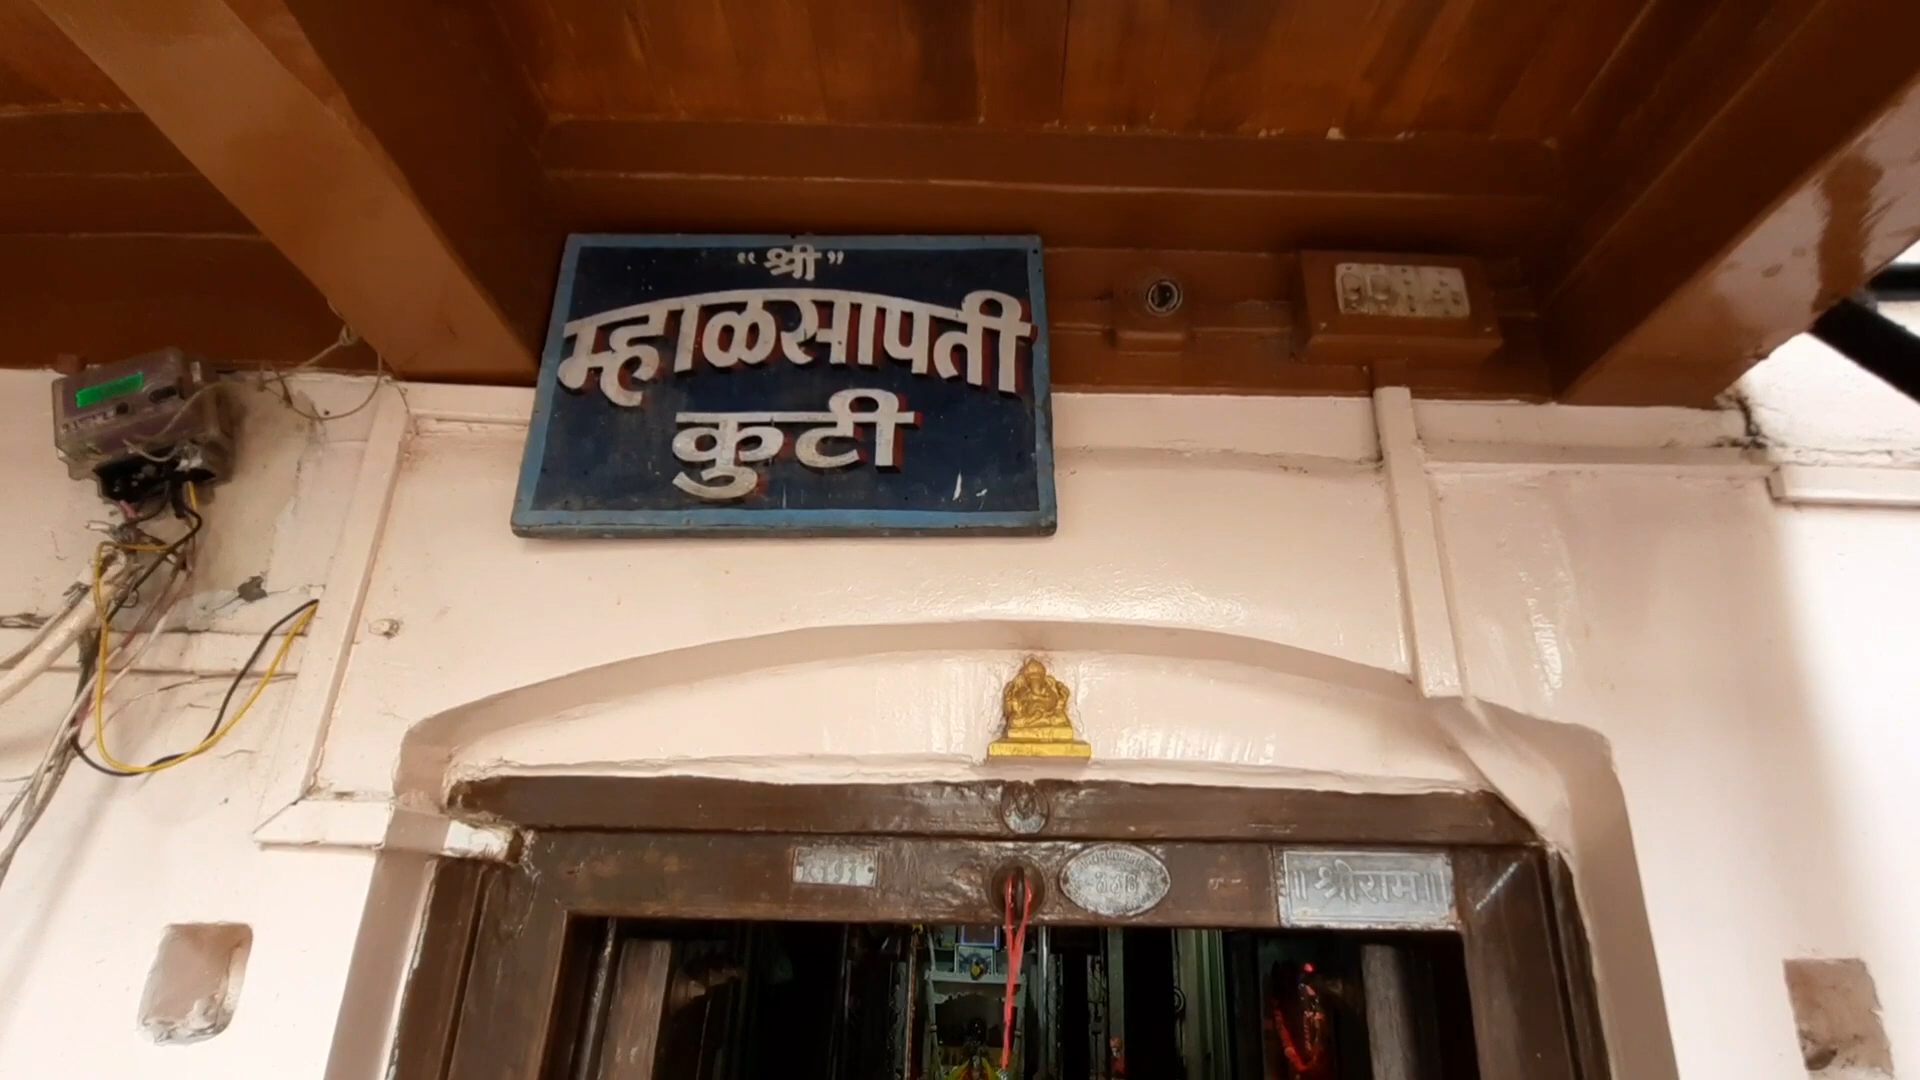 “श्री”
म्हाळसापती
कुटी
॥ श्रीराम ॥